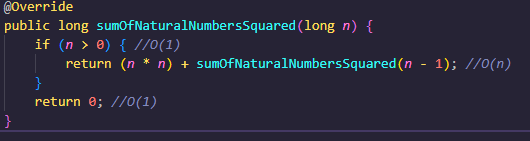 @Override
public long sumOfNaturalNumbersSquared(long n) {
    if (n > 0) { //O(1)
        return (n * n) + sumOfNaturalNumbersSquared(n - 1); //O(n)
    }
    return 0; //O(1)
}